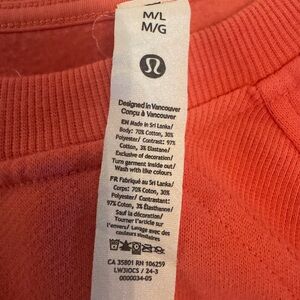 M/L
M/G
Designed in Vancouver
Conçu à Vancouver
EN Made in Sri Lanka/
Body: 70% Cotton, 30%
Polyester/ Contrast: 97%
Cotton, 3% Elastane/
Exclusive of decoration/
Turn garment inside out/
Wash with like colours
FR Fabriqué au Sri Lanka/
Corps: 70% Coton, 30%
Polyester/ Contrastant:
97% Coton, 3% Élasthanne/
Sauf la décoration/
Tourner l'article sur
l'envers/ Lavage avec des
couleurs similaires
CA 35801 RN 106259
LW3IOCS / 24-3
0000034-05